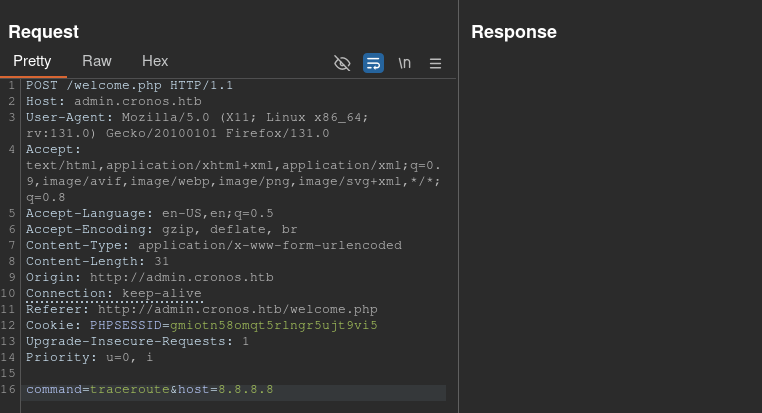 Request
Response
Pretty Raw Hex
\n
1 POST /welcome.php HTTP/1.1
2 Host: admin.cronos.htb
3 User-Agent: Mozilla/5.0 (X11; Linux x86_64;
rv:131.0) Gecko/20100101 Firefox/131.0
4 Accept:
text/html,application/xhtml+xml,application/xml;q=0.
9,image/avif,image/webp,image/png,image/svg+xml,*/*;
q=0.8
5 Accept-Language: en-US,en;q=0.5
6 Accept-Encoding: gzip, deflate, br
7 Content-Type: application/x-www-form-urlencoded
8 Content-Length: 31
9 Origin: http://admin.cronos.htb
10 Connection: keep-alive
11 Referer: http://admin.cronos.htb/welcome.php
12 Cookie: PHPSESSID=gmiotn58omqt5rlngr5ujt9vi5
13 Upgrade-Insecure-Requests: 1
14 Priority: u=0, i
15
16 command=traceroute&host=8.8.8.8